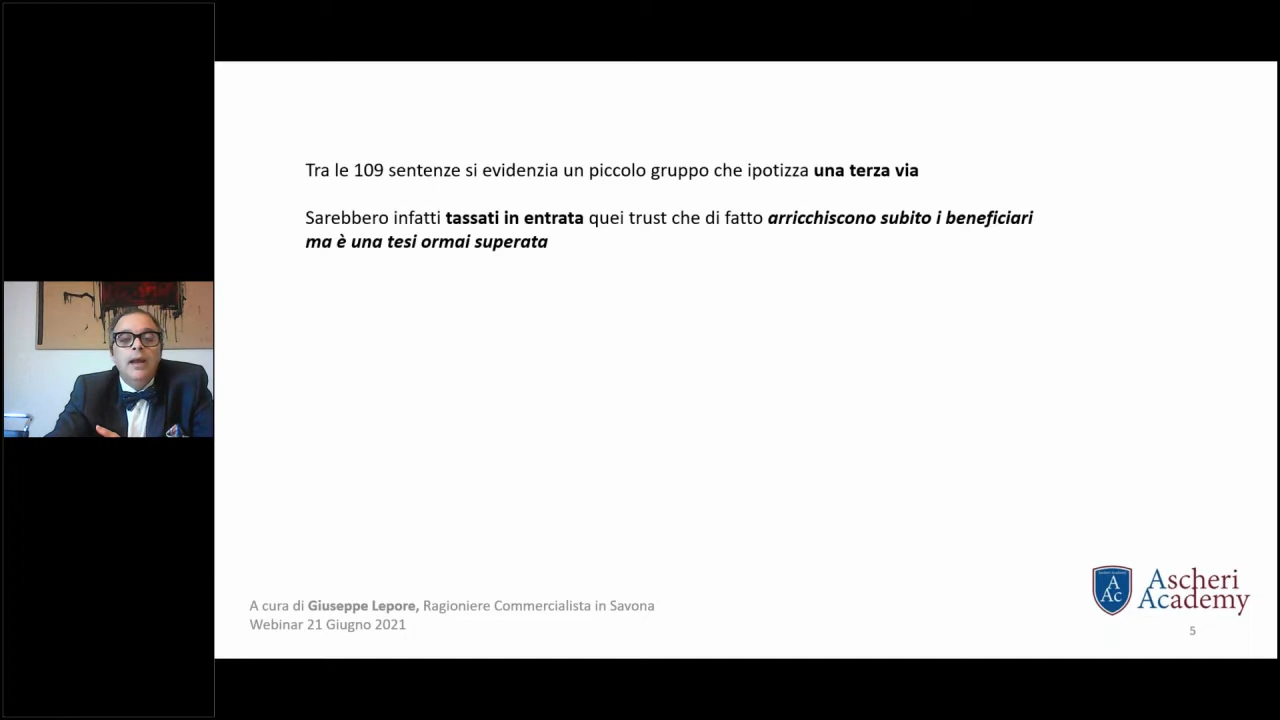 Tra le 109 sentenze si evidenzia un piccolo gruppo che ipotizza una terza via
Sarebbero infatti tassati in entrata quei trust che di fatto arricchiscono subito i beneficiari
ma è una tesi ormai superata
A cura di Giuseppe Lepore, Ragioniere Commercialista in Savona
Webinar 21 Giugno 2021
A
Ac
Ascheri
Academy
5